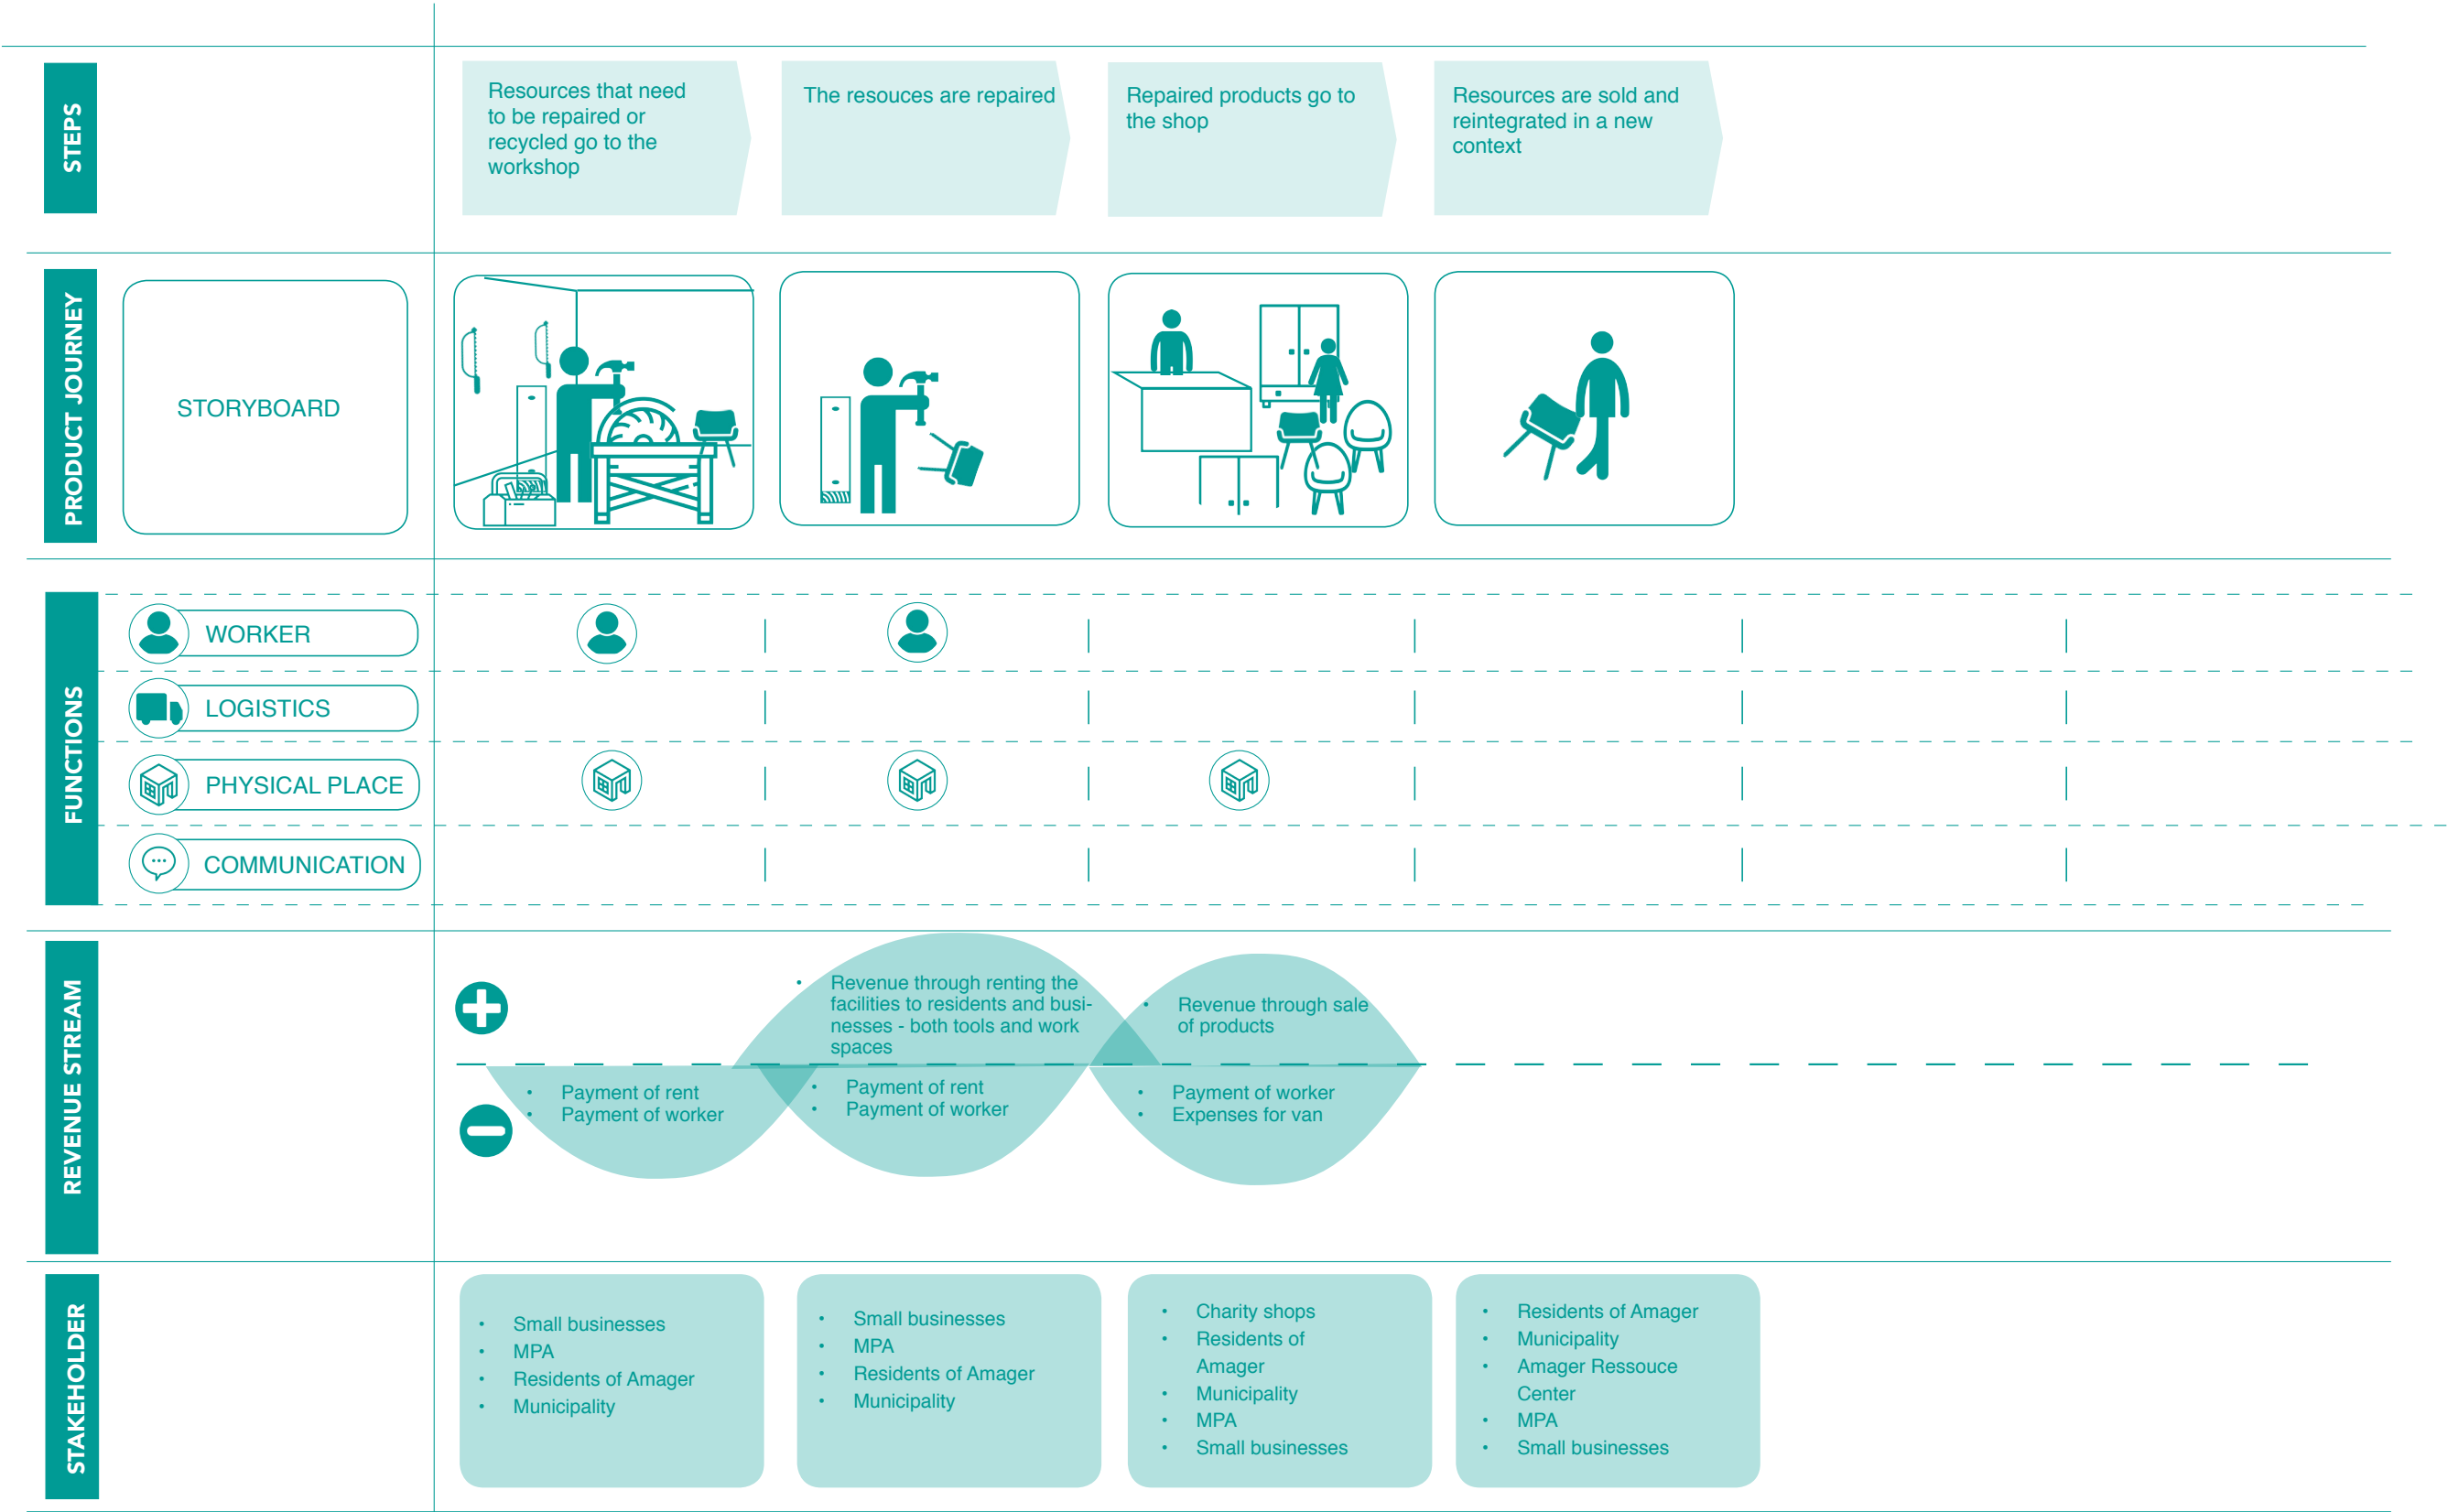 STEPS
Resources that need
to be repaired or
recycled go to the
workshop
The resouces are repaired
Repaired products go to
the shop
Resources are sold and
reintegrated in a new
context
PRODUCT JOURNEY
STORYBOARD
FUNCTIONS
WORKER
LOGISTICS
PHYSICAL PLACE
COMMUNICATION
REVENUE STREAM
• Revenue through renting the
facilities to residents and busi-
nesses - both tools and work
spaces
• Revenue through sale
of products
• Payment of rent
• Payment of worker
• Payment of rent
• Payment of worker
• Payment of worker
• Expenses for van
STAKEHOLDER
• Small businesses
• MPA
• Residents of Amager
• Municipality
• Small businesses
• MPA
• Residents of Amager
• Municipality
• Charity shops
• Residents of
Amager
• Municipality
• MPA
• Small businesses
• Residents of Amager
• Municipality
• Amager Ressouce
Center
• MPA
• Small businesses